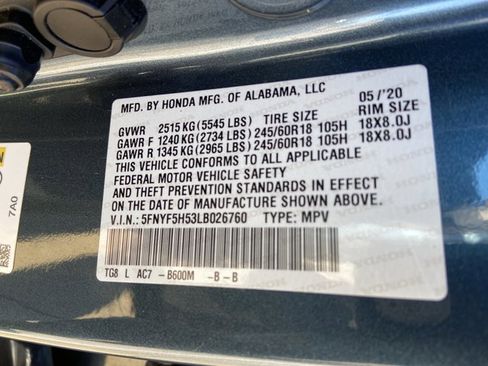 MFD. BY HONDA MFG. OF ALABAMA, LLC
05 /'20
GVWR 2515 KG (5545 LBS) TIRE SIZE RIM SIZE
GAWR F 1240 KG (2734 LBS) 245/60R18 105H 18X8.0J
GAWR R 1345 KG (2965 LBS) 245/60R18 105H 18X8.0J
THIS VEHICLE CONFORMS TO ALL APPLICABLE
FEDERAL MOTOR VEHICLE SAFETY
AND THEFT PREVENTION STANDARDS IN EFFECT
ON THE DATE OF MANUFACTURE SHOWN ABOVE.
V.I.N.: 5FNYF5H53LB026760 TYPE: MPV
TG8 L AC7 -B600M -B -B
7A0